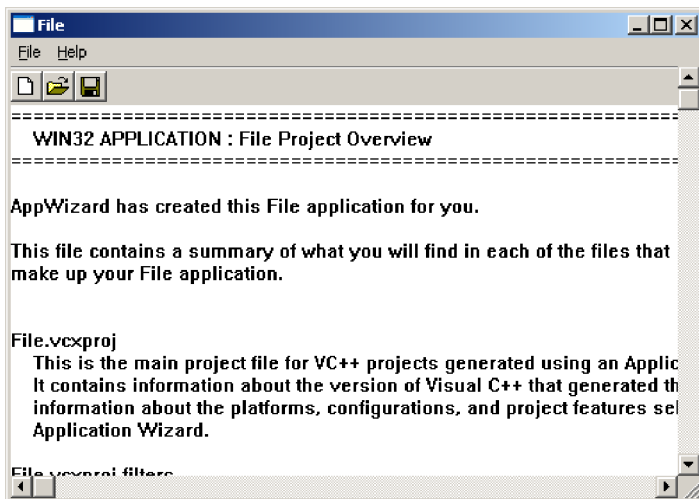 File
File Help
========================================================
WIN32 APPLICATION : File Project Overview
========================================================
AppWizard has created this File application for you.
This file contains a summary of what you will find in each of the files that
make up your File application.
File.vcxproj
This is the main project file for VC++ projects generated using an Applic
It contains information about the version of Visual C++ that generated th
information about the platforms, configurations, and project features sel
Application Wizard.
File.vcxproj.filters